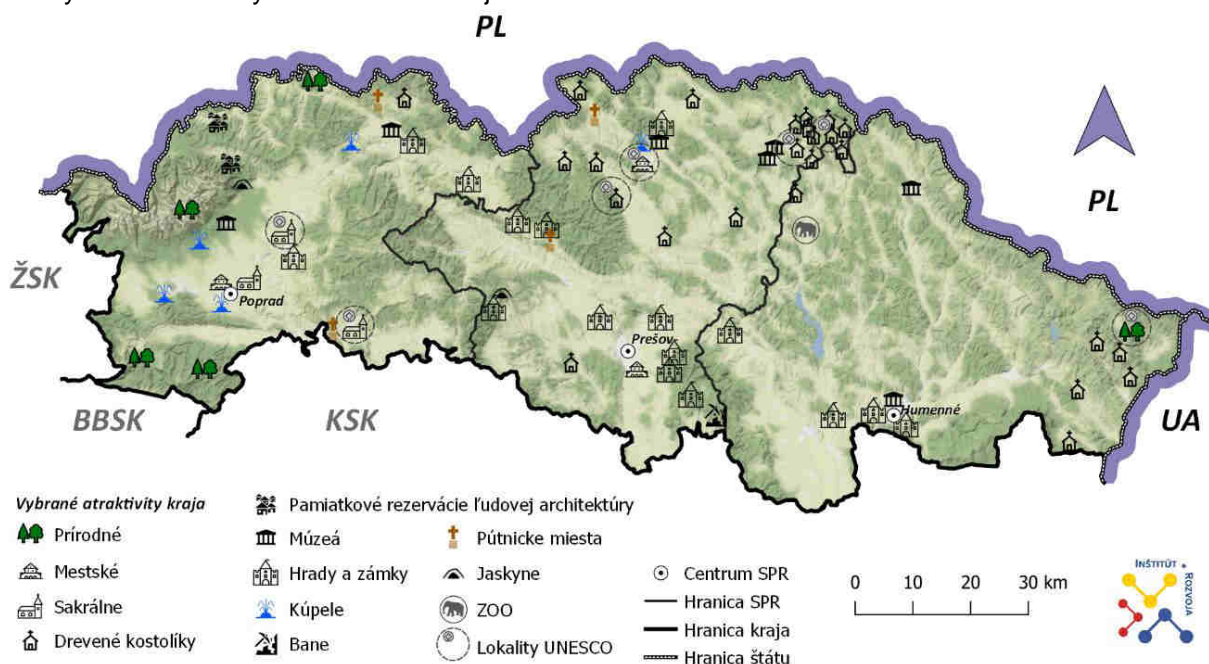 PL
PL
ŽSK
Poprad
Prešov
BBSK
KSK
Humenné
UA
Vybrané atraktivity kraja
Prírodné
Mestské
Sakrálne
Drevené kostolíky
Pamiatkové rezervácie ľudovej architektúry
Múzeá
Hrady a zámky
Kúpele
Bane
Pútnicke miesta
Jaskyne
ZOO
Lokality UNESCO
Centrum SPR
Hranica SPR
Hranica kraja
Hranica štátu
0 10 20 30 km
INŠTITÚT
ROZVOJA